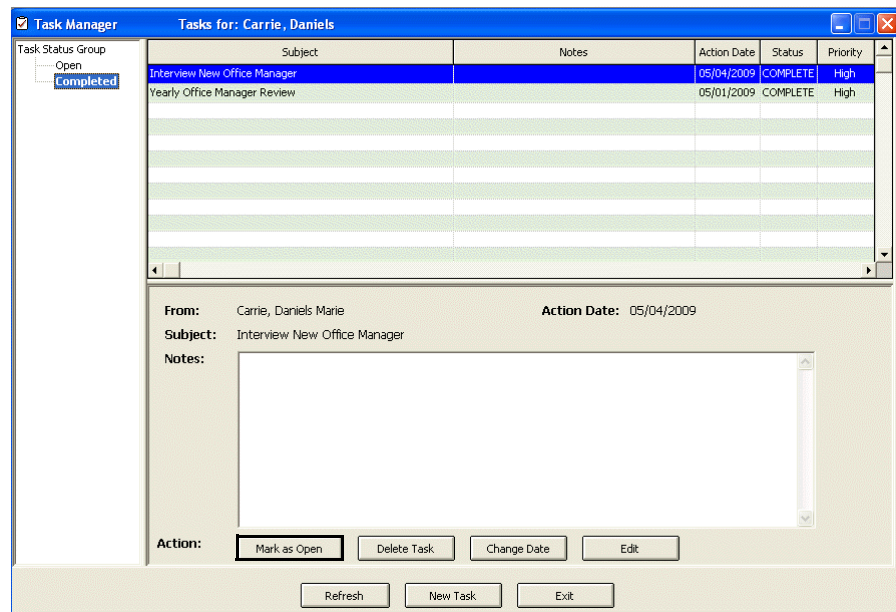 Task Manager Tasks for: Carrie, Daniels
Task Status Group
Open
Completed
Subject Notes Action Date Status Priority
Interview New Office Manager 05/04/2009 COMPLETE High
Yearly Office Manager Review 05/01/2009 COMPLETE High
From: Carrie, Daniels Marie Action Date: 05/04/2009
Subject: Interview New Office Manager
Notes:
Action: Mark as Open Delete Task Change Date Edit
Refresh New Task Exit